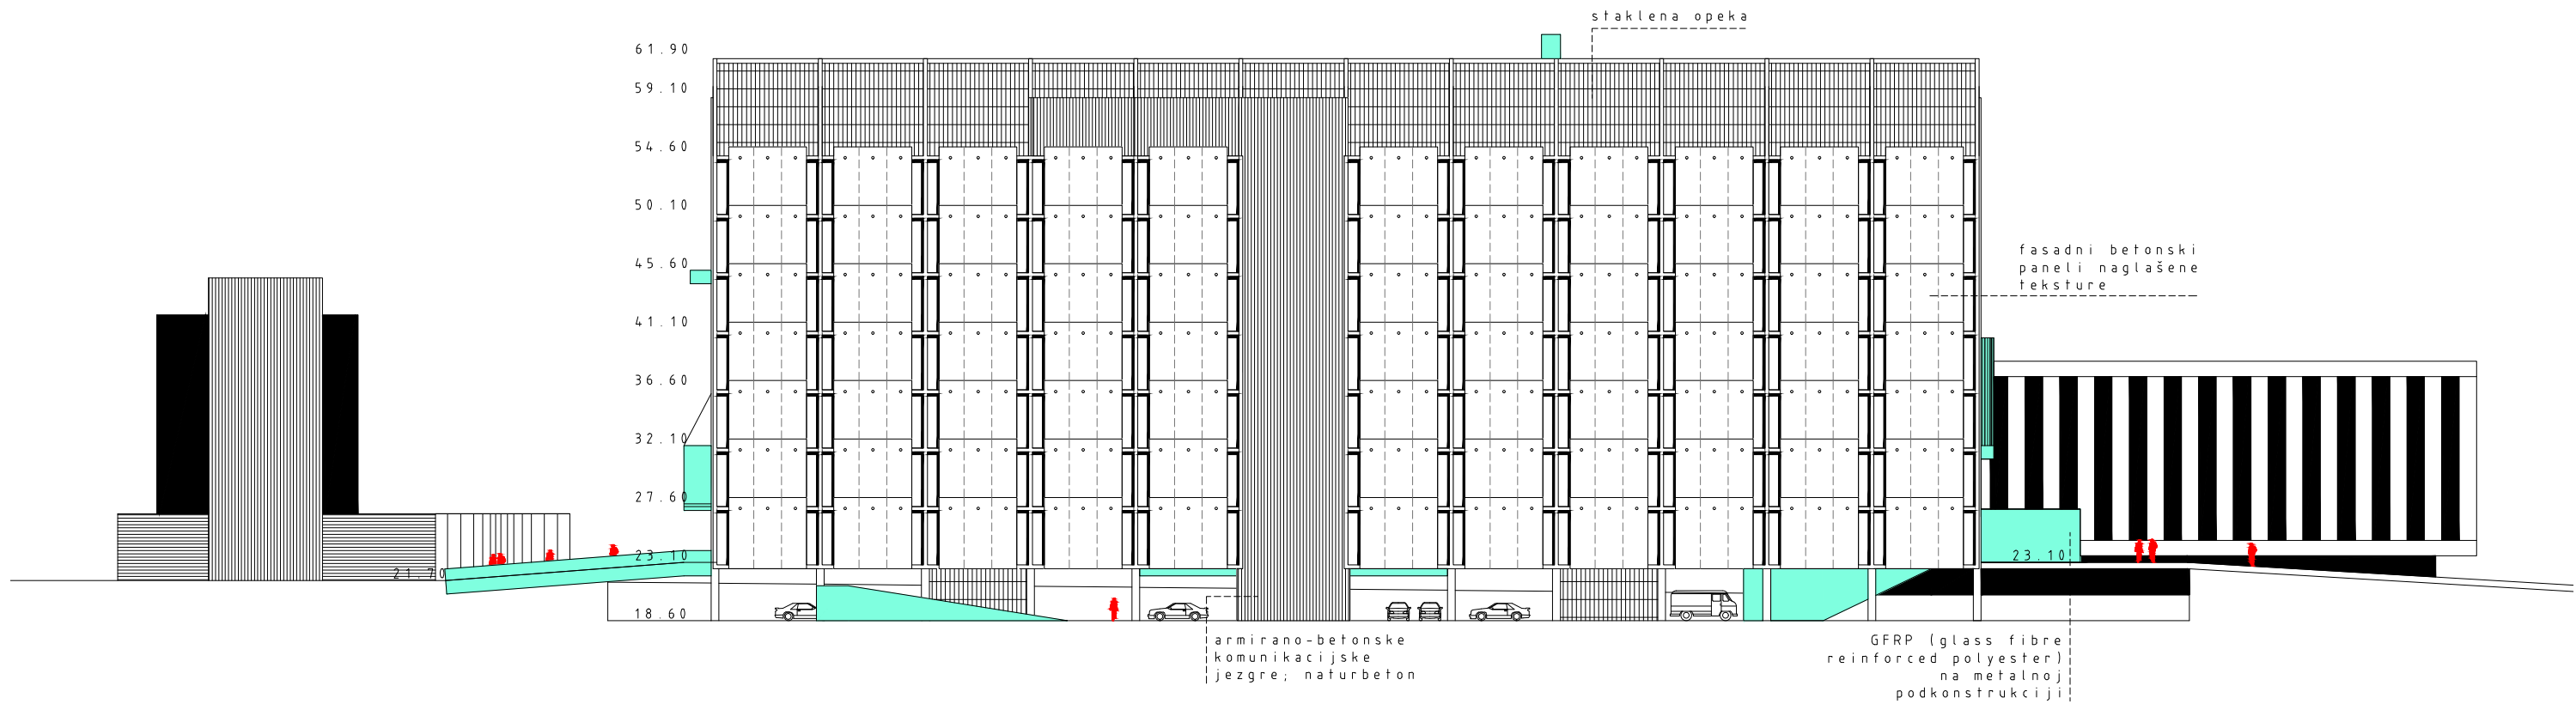 staklena opeka
61.90
59.10
54.60
50.10
fasadni betonski
paneli naglašene
teksture
45.60
41.10
36.60
32.10
27.60
23.10
23.10
21.70
18.60
armirano-betonske
komunikacijske
jezgre; naturbeton
GFRP (glass fibre
reinforced polyester)
na metalnoj
podkonstrukciji